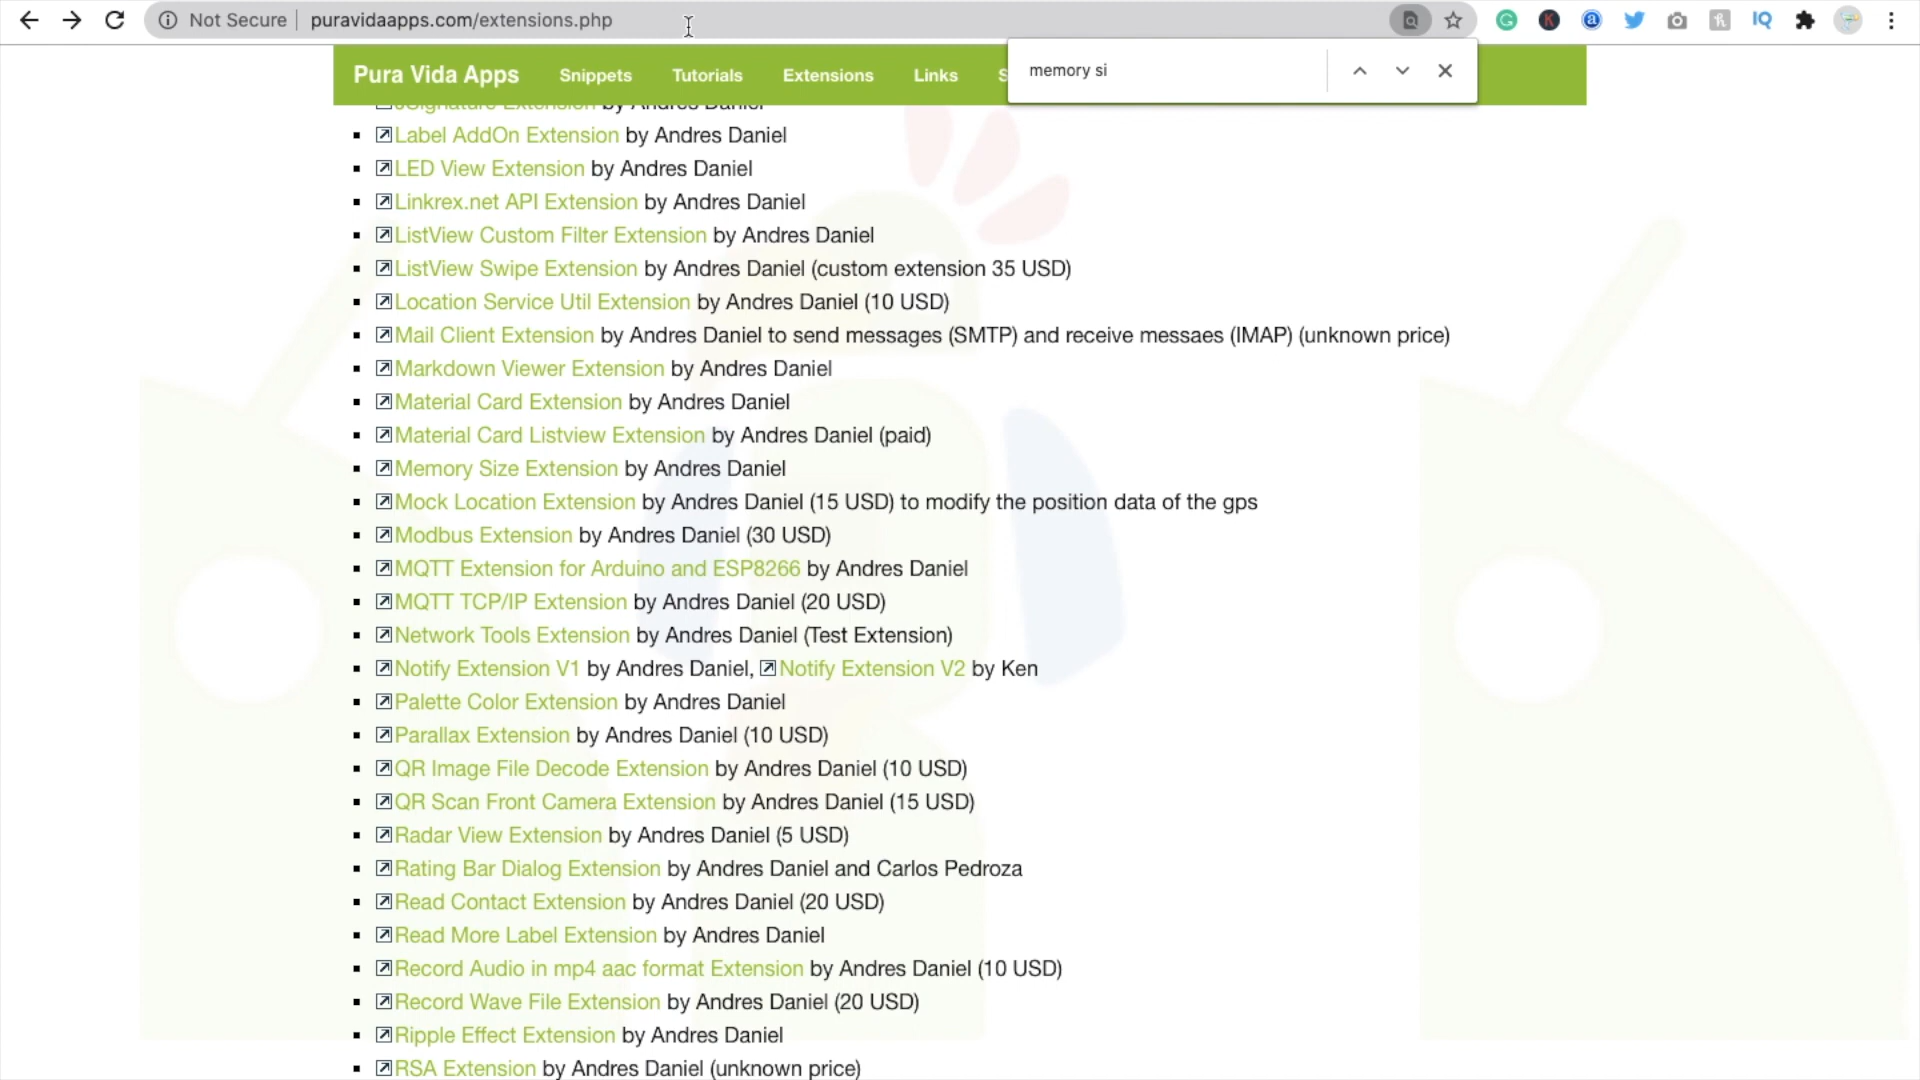 Not Secure puravidaapps.com/extensions.php
memory si
Pura Vida Apps Snippets Tutorials Extensions Links S
JSignature Extension by Andres Daniel
Label AddOn Extension by Andres Daniel
LED View Extension by Andres Daniel
Linkrex.net API Extension by Andres Daniel
ListView Custom Filter Extension by Andres Daniel
ListView Swipe Extension by Andres Daniel (custom extension 35 USD)
Location Service Util Extension by Andres Daniel (10 USD)
Mail Client Extension by Andres Daniel to send messages (SMTP) and receive messaes (IMAP) (unknown price)
Markdown Viewer Extension by Andres Daniel
Material Card Extension by Andres Daniel
Material Card Listview Extension by Andres Daniel (paid)
Memory Size Extension by Andres Daniel
Mock Location Extension by Andres Daniel (15 USD) to modify the position data of the gps
Modbus Extension by Andres Daniel (30 USD)
MQTT Extension for Arduino and ESP8266 by Andres Daniel
MQTT TCP/IP Extension by Andres Daniel (20 USD)
Network Tools Extension by Andres Daniel (Test Extension)
Notify Extension V1 by Andres Daniel, Notify Extension V2 by Ken
Palette Color Extension by Andres Daniel
Parallax Extension by Andres Daniel (10 USD)
QR Image File Decode Extension by Andres Daniel (10 USD)
QR Scan Front Camera Extension by Andres Daniel (15 USD)
Radar View Extension by Andres Daniel (5 USD)
Rating Bar Dialog Extension by Andres Daniel and Carlos Pedroza
Read Contact Extension by Andres Daniel (20 USD)
Read More Label Extension by Andres Daniel
Record Audio in mp4 aac format Extension by Andres Daniel (10 USD)
Record Wave File Extension by Andres Daniel (20 USD)
Ripple Effect Extension by Andres Daniel
RSA Extension by Andres Daniel (unknown price)